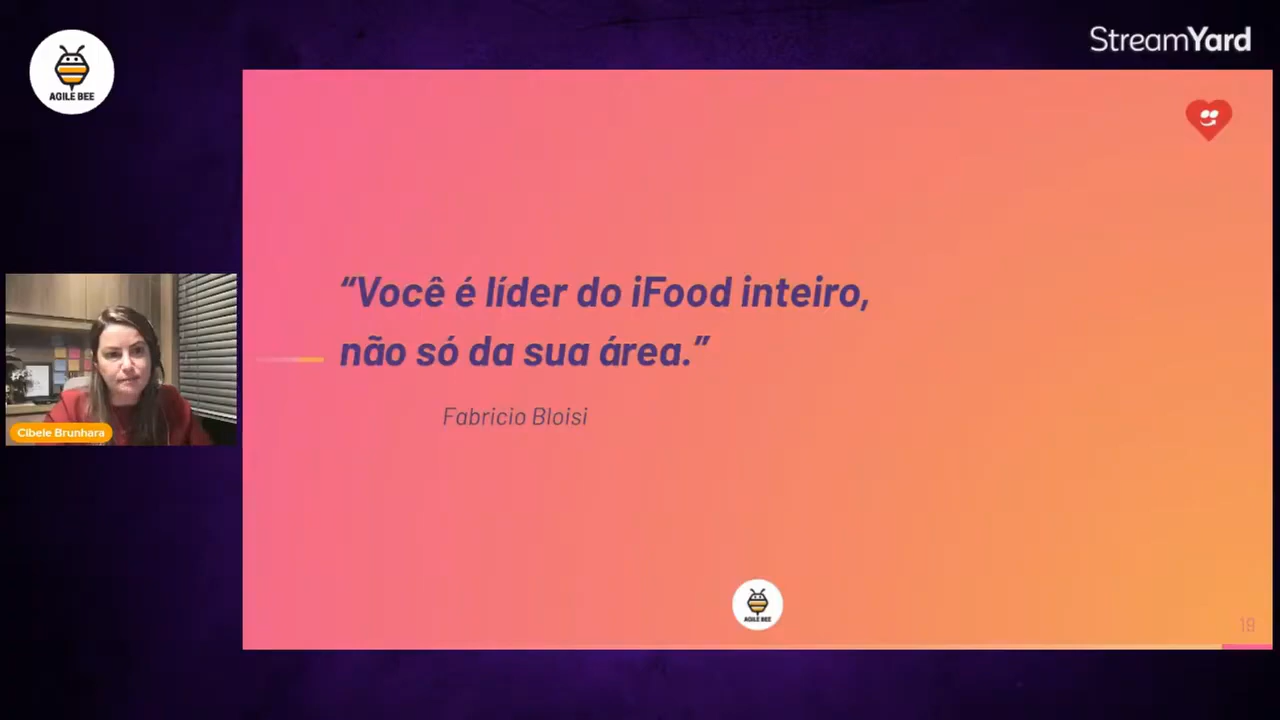 AGILE BEE
StreamYard
“Você é líder do iFood inteiro,
não só da sua área.”
Fabricio Bloisi
Cibele Brunhara
AGILE BEE
19